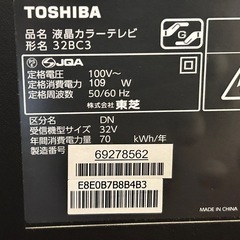 TOSHIBA
品名 液晶カラーテレビ
形名 32BC3
JQA
定格電圧 100V~
定格消費電力 109 W
定格周波数 50/60 Hz
株式会社 東芝
区分名 DN
受信機型サイズ 32V
年間消費電力量 70 kWh/年
製造番号
69278562
E8E0B7B8B4B3